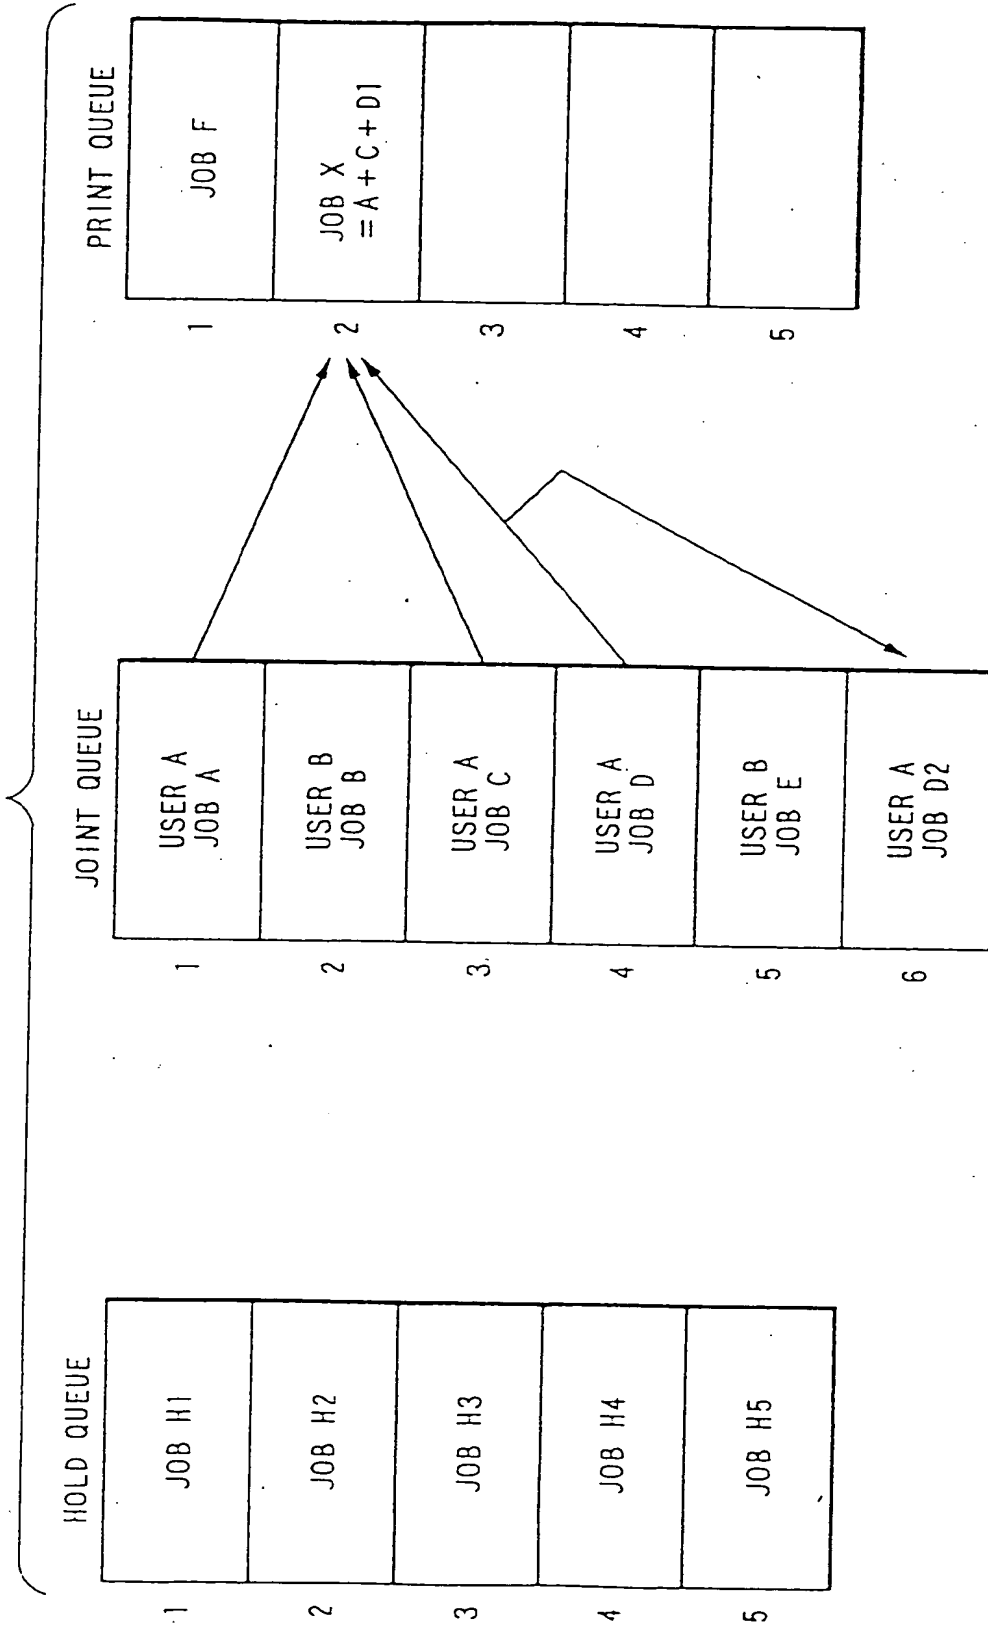 HOLD QUEUE
1
JOB H1
2
JOB H2
3
JOB H3
4
JOB H4
5
JOB H5
JOINT QUEUE
1
USER A
JOB A
2
USER B
JOB B
3
USER A
JOB C
4
USER A
JOB D
5
USER B
JOB E
6
USER A
JOB D2
PRINT QUEUE
1
JOB F
2
JOB X
= A + C + D1
3
4
5